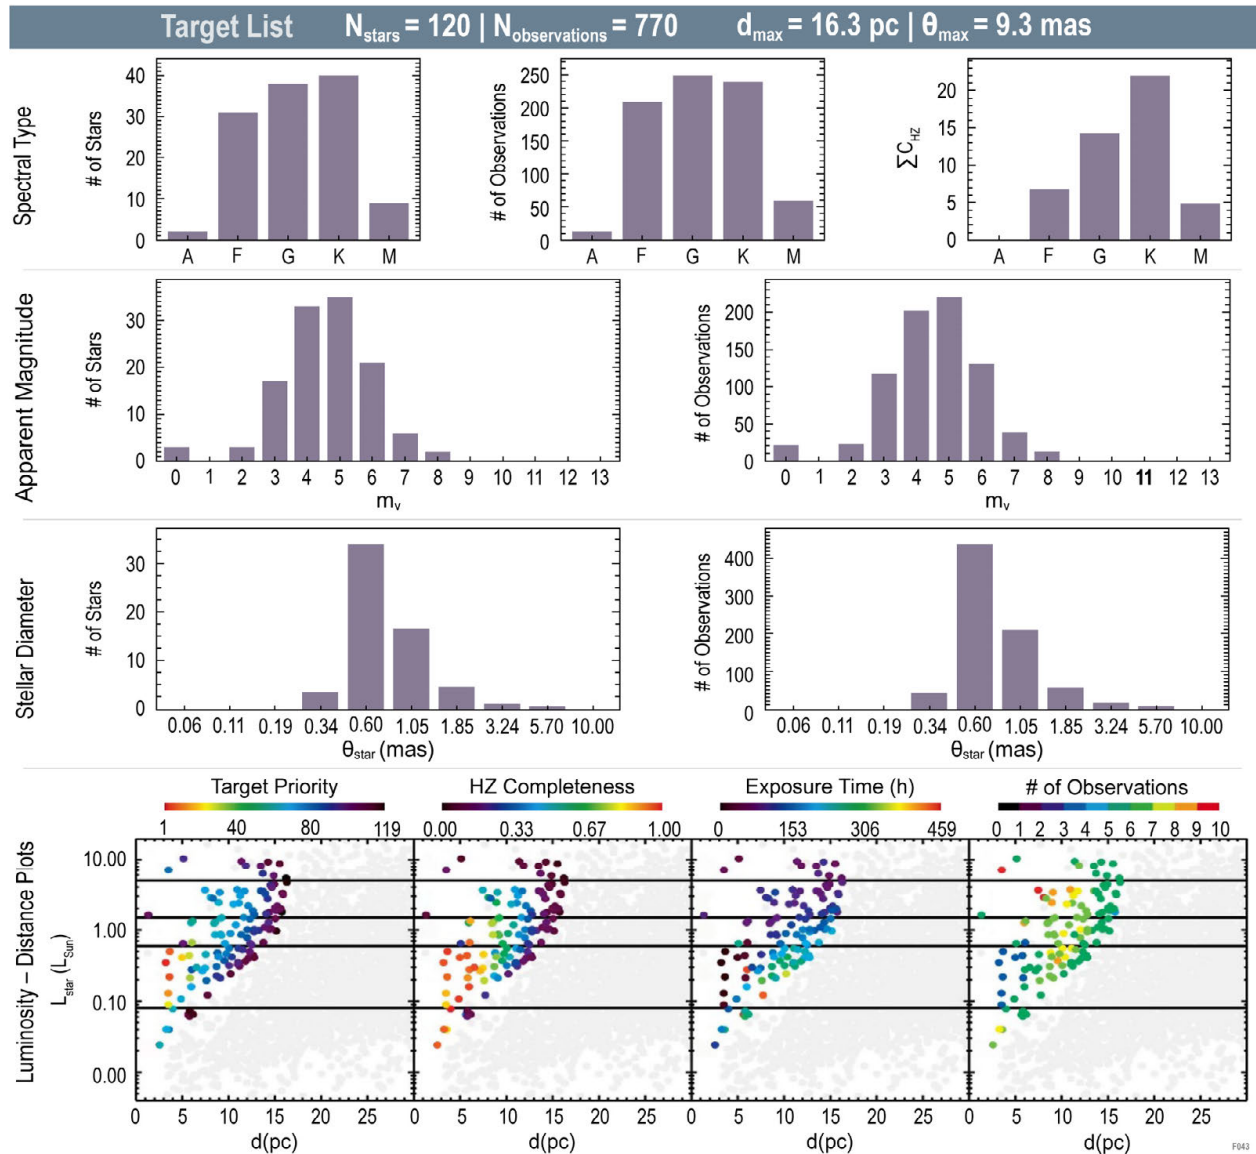 Target List N_stars = 120 | N_observations = 770 d_max = 16.3 pc | θ_max = 9.3 mas
Spectral Type
# of Stars
40
30
20
10
0
A F G K M
# of Observations
250
200
150
100
50
0
A F G K M
ΣC_HZ
20
15
10
5
0
A F G K M
Apparent Magnitude
# of Stars
30
20
10
0
0 1 2 3 4 5 6 7 8 9 10 11 12 13
m_v
# of Observations
200
150
100
50
0
0 1 2 3 4 5 6 7 8 9 10 11 12 13
m_v
Stellar Diameter
# of Stars
30
20
10
0
0.06 0.11 0.19 0.34 0.60 1.05 1.85 3.24 5.70 10.00
θ_star (mas)
# of Observations
400
300
200
100
0
0.06 0.11 0.19 0.34 0.60 1.05 1.85 3.24 5.70 10.00
θ_star (mas)
Luminosity – Distance Plots
Target Priority
1 40 80 119
HZ Completeness
0.00 0.33 0.67 1.00
Exposure Time (h)
0 153 306 459
# of Observations
0 1 2 3 4 5 6 7 8 9 10
L_star (L_Sun)
10.00
1.00
0.10
0.00
0 5 10 15 20 25
d(pc)
0 5 10 15 20 25
d(pc)
0 5 10 15 20 25
d(pc)
0 5 10 15 20 25
d(pc)
F043